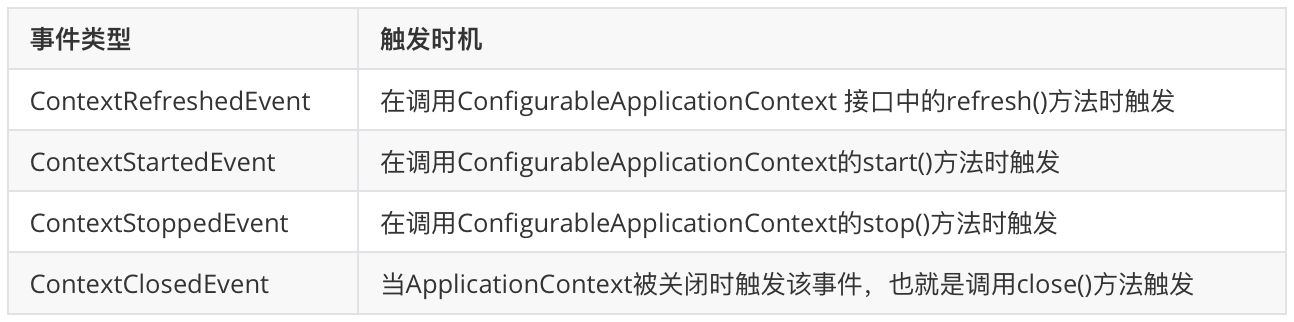 事件类型 触发时机
ContextRefreshedEvent 在调用ConfigurableApplicationContext 接口中的refresh()方法时触发
ContextStartedEvent 在调用ConfigurableApplicationContext的start()方法时触发
ContextStoppedEvent 在调用ConfigurableApplicationContext的stop()方法时触发
ContextClosedEvent 当ApplicationContext被关闭时触发该事件，也就是调用close()方法触发